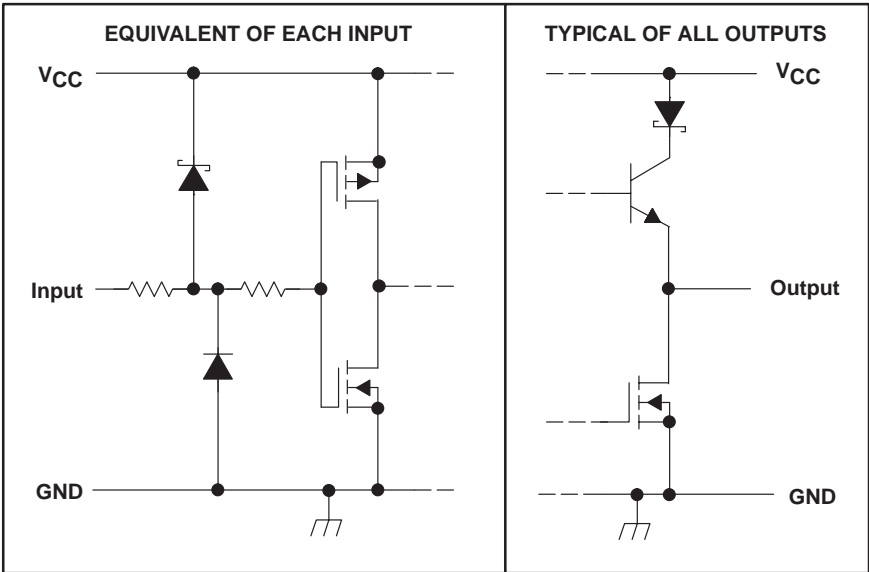 EQUIVALENT OF EACH INPUT
VCC
Input
GND
TYPICAL OF ALL OUTPUTS
VCC
Output
GND